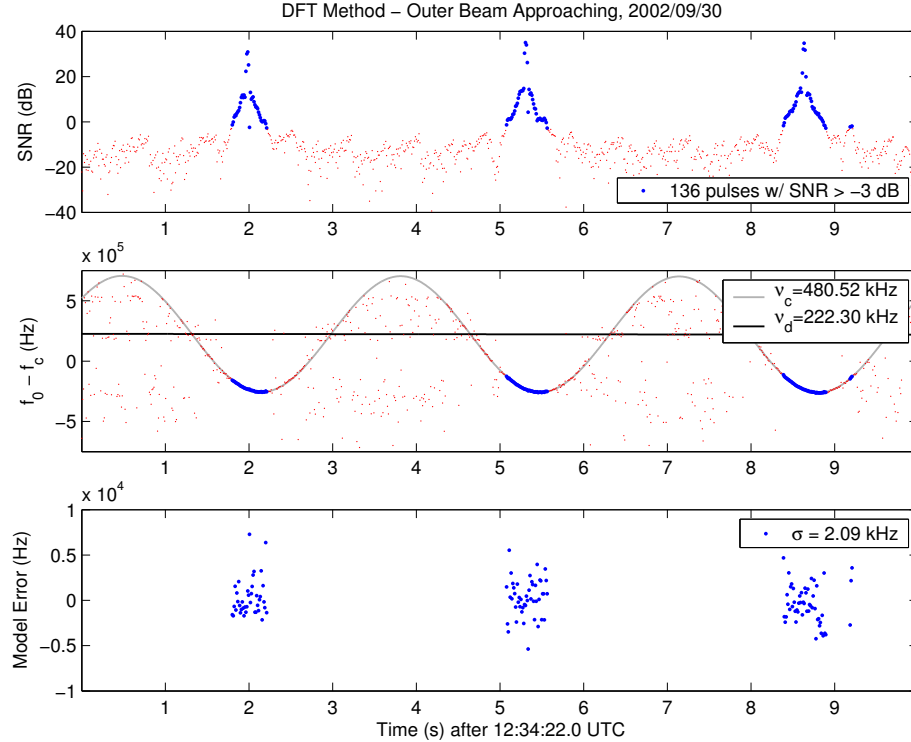 DFT Method – Outer Beam Approaching, 2002/09/30
SNR (dB)
40
20
0
−20
−40
136 pulses w/ SNR > −3 dB
1 2 3 4 5 6 7 8 9
x 10^5
f_0 – f_c (Hz)
5
0
−5
ν_c=480.52 kHz
ν_d=222.30 kHz
1 2 3 4 5 6 7 8 9
x 10^4
Model Error (Hz)
1
0.5
0
−0.5
−1
σ = 2.09 kHz
1 2 3 4 5 6 7 8 9
Time (s) after 12:34:22.0 UTC